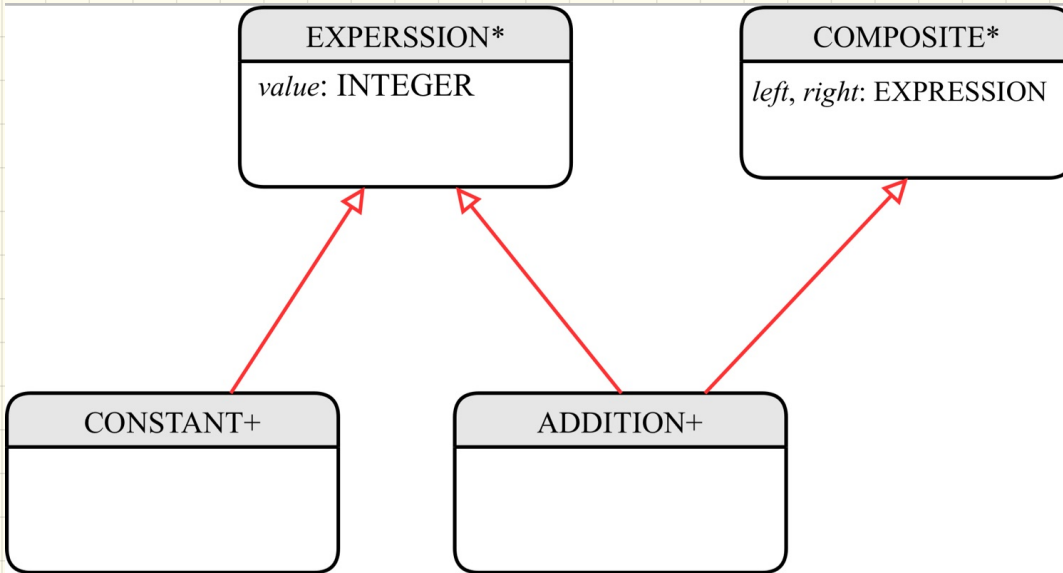 EXPERSSION*
value: INTEGER
COMPOSITE*
left, right: EXPRESSION
CONSTANT+
ADDITION+